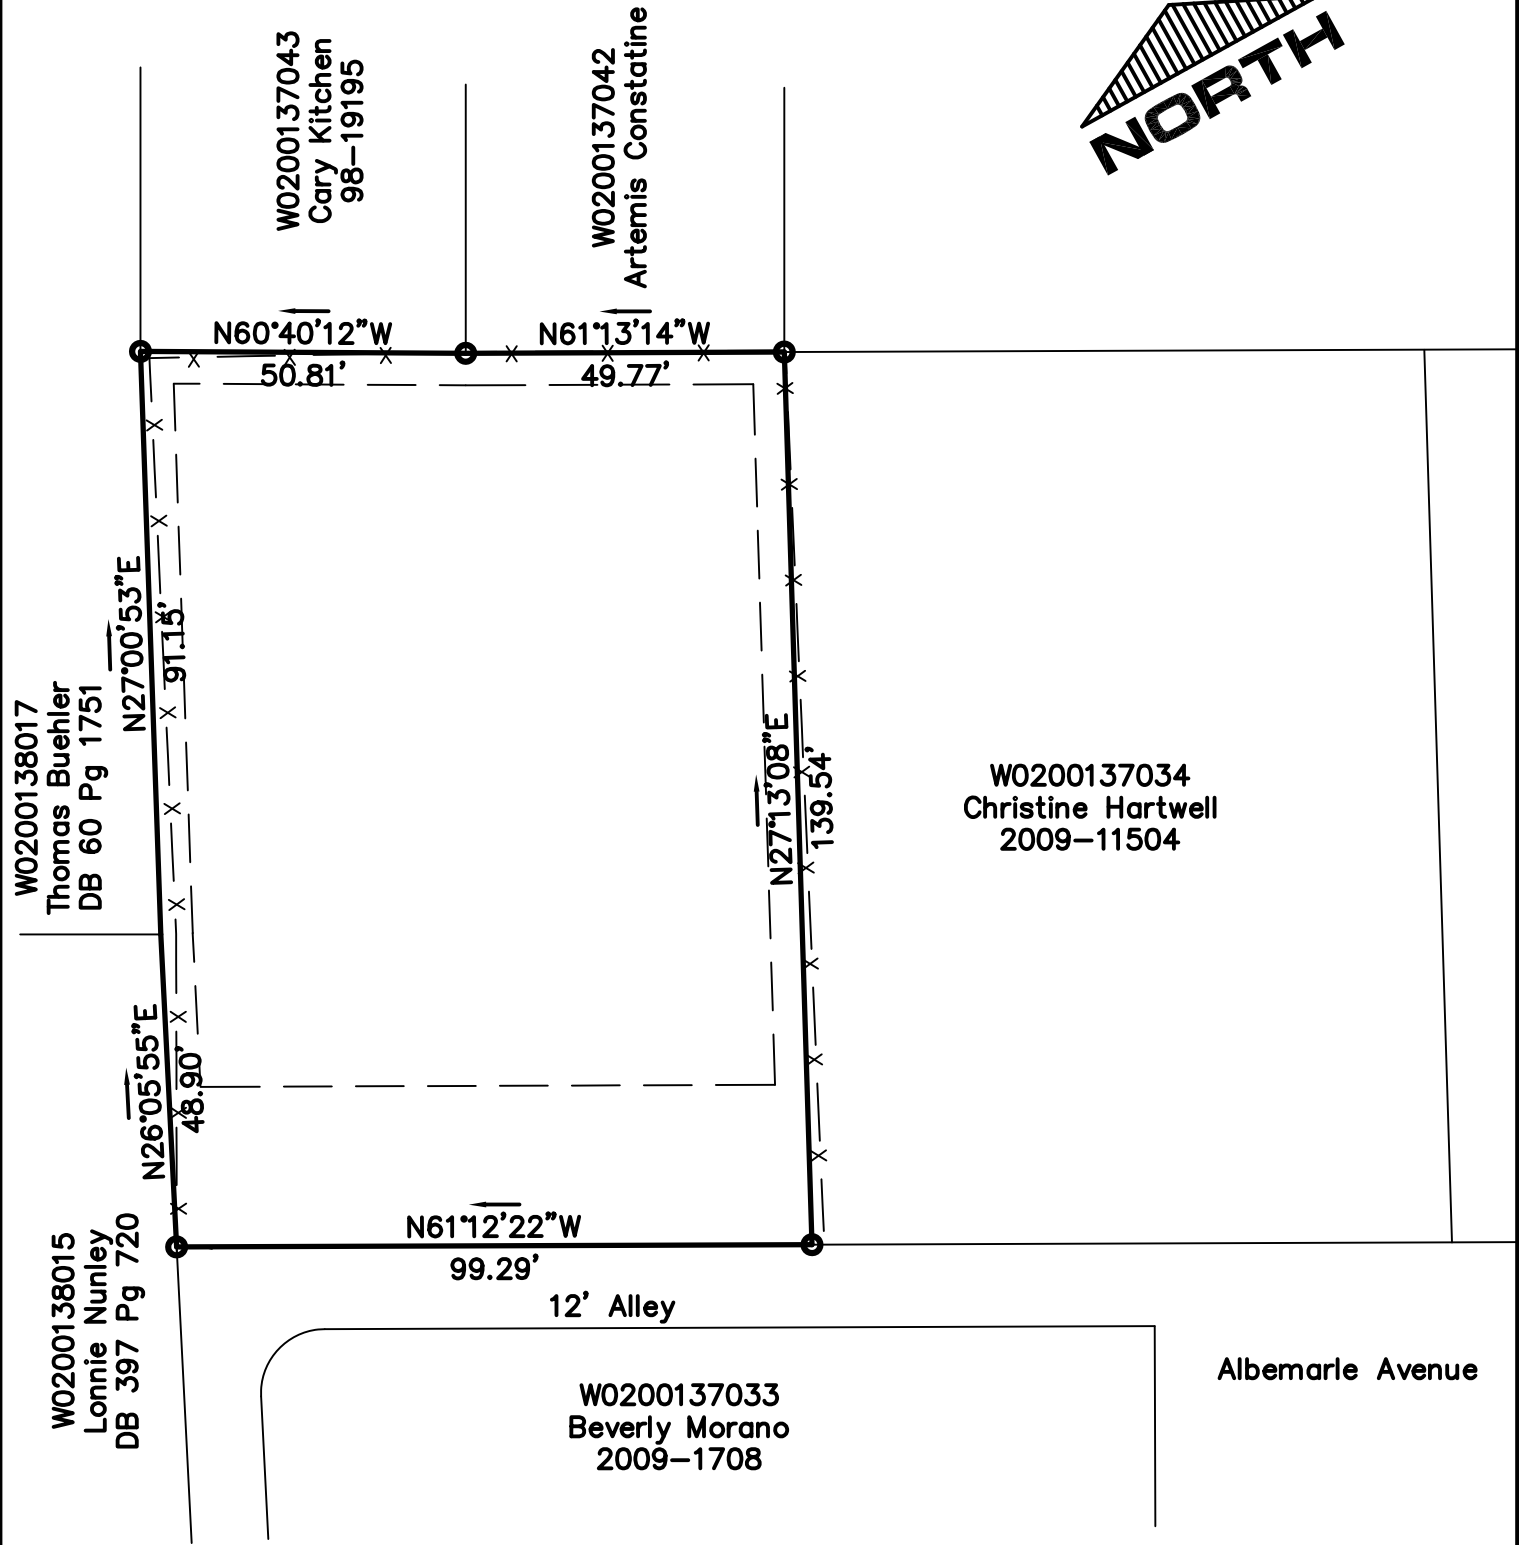 W0200137043
Cary Kitchen
98-19195
W0200137042
Artemis Constatine
NORTH
N60°40'12"W
50.81'
N61°13'14"W
49.77'
N27°00'53"E
91.15'
W0200138017
Thomas Buehler
DB 60 Pg 1751
N27°13'08"E
139.54'
W0200137034
Christine Hartwell
2009-11504
N26°05'55"E
48.90'
W0200138015
Lonnie Nunley
DB 397 Pg 720
N61°12'22"W
99.29'
12' Alley
W0200137033
Beverly Morano
2009-1708
Albemarle Avenue